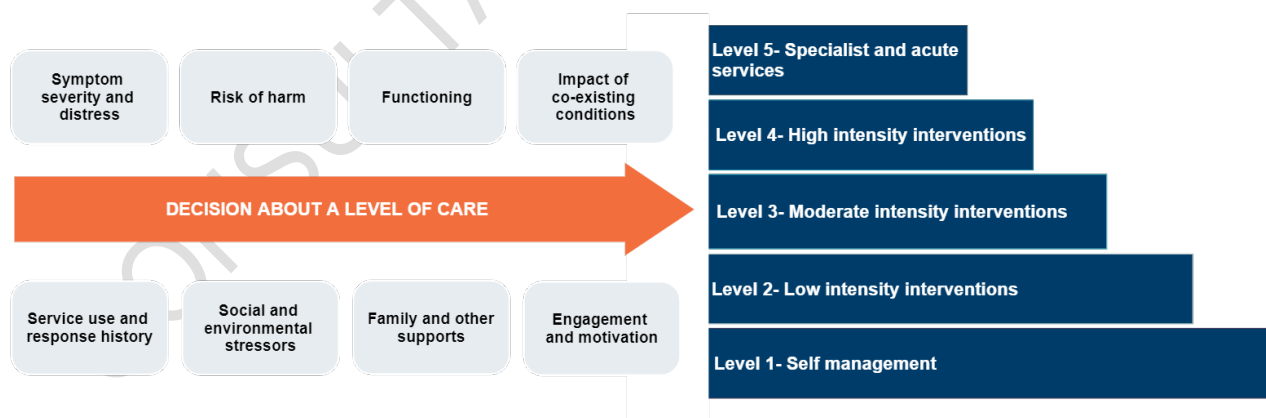 Symptom
severity and
distress
Risk of harm
Functioning
Impact of
co-existing
conditions
DECISION ABOUT A LEVEL OF CARE
Service use and
response history
Social and
environmental
stressors
Family and other
supports
Engagement
and motivation
Level 5- Specialist and acute
services
Level 4- High intensity interventions
Level 3- Moderate intensity interventions
Level 2- Low intensity interventions
Level 1- Self management